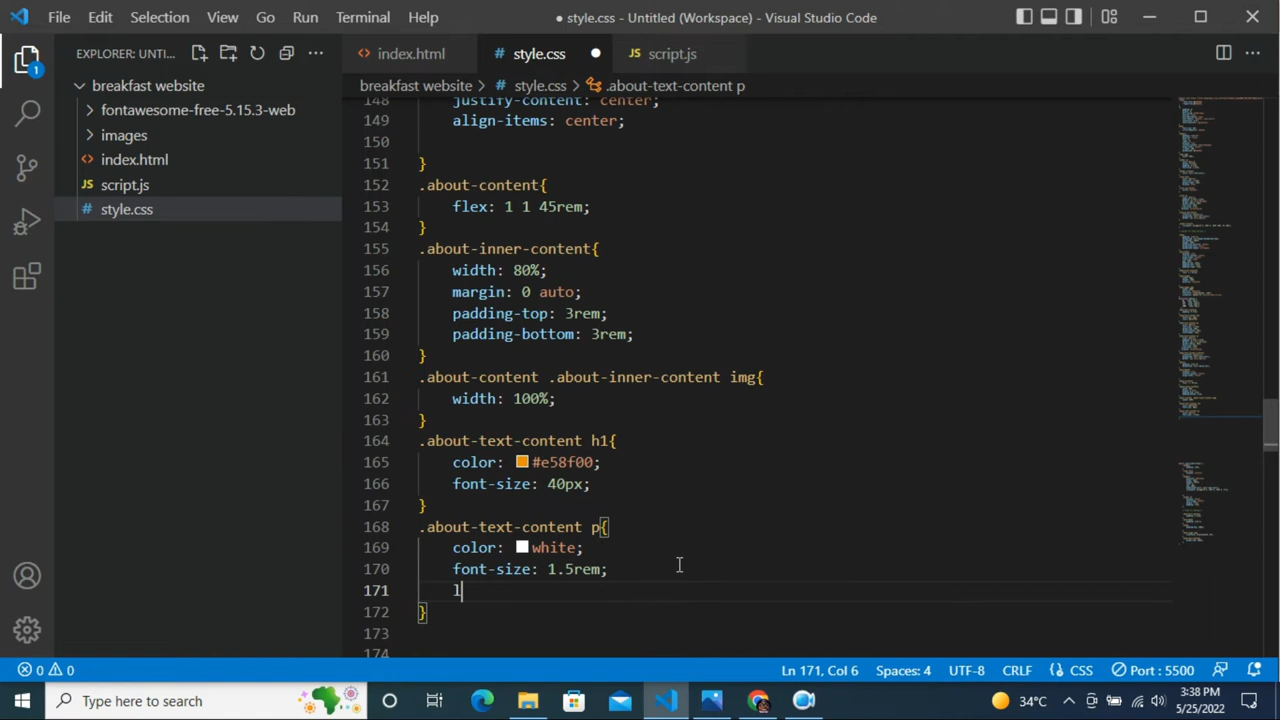 File Edit Selection View Go Run Terminal Help ● style.css - Untitled (Workspace) - Visual Studio Code
EXPLORER: UNTI...
index.html
# style.css
JS script.js
breakfast website
fontawesome-free-5.15.3-web
images
<> index.html
JS script.js
# style.css
breakfast website > # style.css > .about-text-content p
148 justify-content: center;
149 align-items: center;
150
151 }
152 .about-content{
153 flex: 1 1 45rem;
154 }
155 .about-inner-content{
156 width: 80%;
157 margin: 0 auto;
158 padding-top: 3rem;
159 padding-bottom: 3rem;
160 }
161 .about-content .about-inner-content img{
162 width: 100%;
163 }
164 .about-text-content h1{
165 color: #e58f00;
166 font-size: 40px;
167 }
168 .about-text-content p{
169 color: white;
170 font-size: 1.5rem;
171 l
172 }
173
174
1
0 0 Ln 171, Col 6 Spaces: 4 UTF-8 CRLF CSS Port : 5500
Type here to search 34°C 3:38 PM
5/25/2022